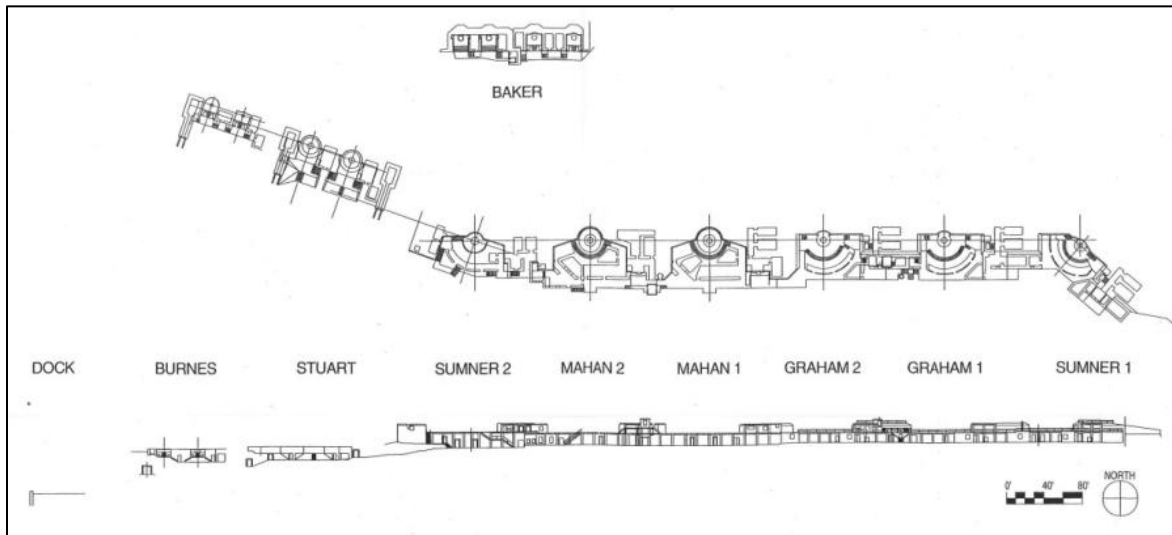 BAKER
DOCK BURNES STUART SUMNER 2 MAHAN 2 MAHAN 1 GRAHAM 2 GRAHAM 1 SUMNER 1
0' 40' 80' NORTH